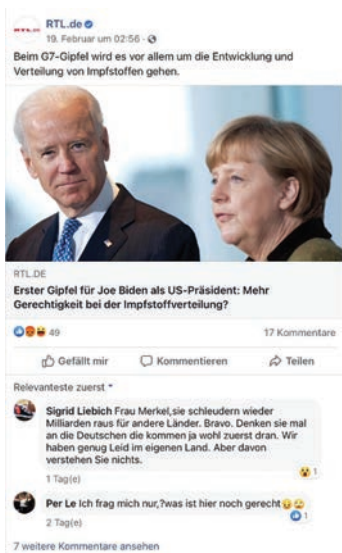 RTL.de
19. Februar um 02:56 ·
Beim G7-Gipfel wird es vor allem um die Entwicklung und
Verteilung von Impfstoffen gehen.
RTL.DE
Erster Gipfel für Joe Biden als US-Präsident: Mehr
Gerechtigkeit bei der Impfstoffverteilung?
49 17 Kommentare
Gefällt mir Kommentieren Teilen
Relevanteste zuerst
Sigrid Liebich Frau Merkel,sie schleudern wieder
Milliarden raus für andere Länder. Bravo. Denken sie mal
an die Deutschen die kommen ja wohl zuerst dran. Wir
haben genug Leid im eigenen Land. Aber davon
verstehen Sie nichts.
1
1 Tag(e)
Per Le Ich frag mich nur,?was ist hier noch gerecht😠😳
1
2 Tag(e)
7 weitere Kommentare ansehen